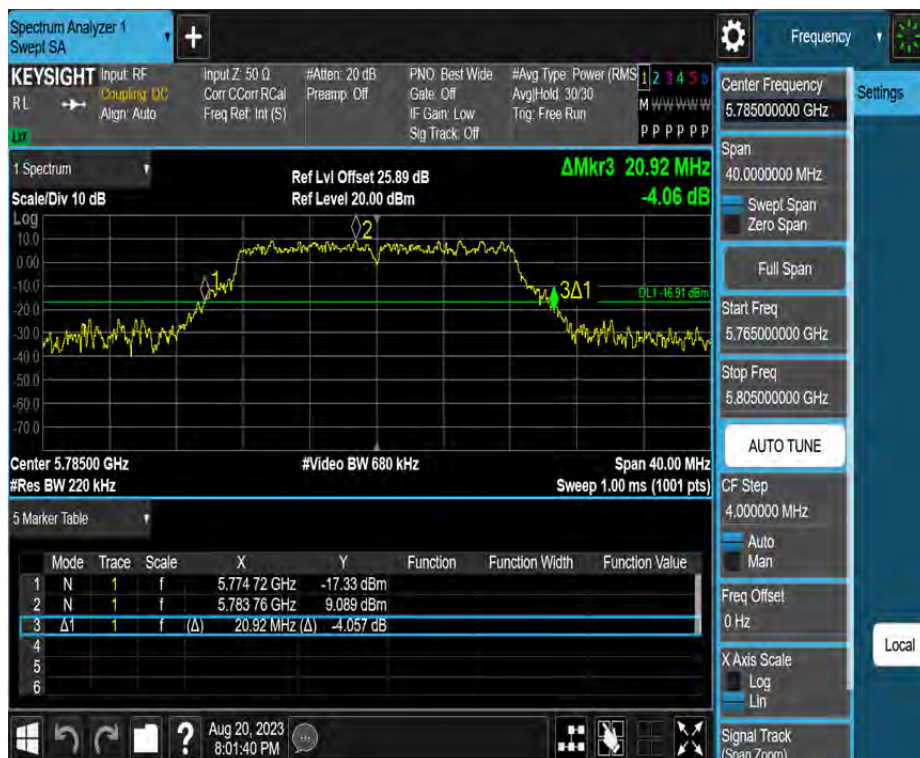 Spectrum Analyzer 1
Swept SA
+
Frequency
KEYSIGHT
RL
LXI
Input: RF
Coupling: DC
Align: Auto
Input Z: 50 Ω
Corr CCorr RCal
Freq Ref: Int (S)
#Atten: 20 dB
Preamp: Off
PNO: Best Wide
Gate: Off
IF Gain: Low
Sig Track: Off
#Avg Type: Power (RMS
Avg|Hold: 30/30
Trig: Free Run
1 2 3 4 5 6
M W W W W W
P P P P P P
Center Frequency
5.785000000 GHz
Settings
Span
40.0000000 MHz
Swept Span
Zero Span
Full Span
Start Freq
5.765000000 GHz
Stop Freq
5.805000000 GHz
AUTO TUNE
CF Step
4.000000 MHz
Auto
Man
Freq Offset
0 Hz
X Axis Scale
Log
Lin
Signal Track
(Span Zoom)
Local
1 Spectrum
Scale/Div 10 dB
Log
Ref Lvl Offset 25.89 dB
Ref Level 20.00 dBm
ΔMkr3 20.92 MHz
-4.06 dB
10.0
0.00
-10.0
-20.0
-30.0
-40.0
-50.0
-60.0
-70.0
1
2
3Δ1
DL1 -16.91 dBm
Center 5.78500 GHz
#Video BW 680 kHz
Span 40.00 MHz
#Res BW 220 kHz
Sweep 1.00 ms (1001 pts)
5 Marker Table
Mode Trace Scale X Y Function Function Width Function Value
1 N 1 f 5.774 72 GHz -17.33 dBm
2 N 1 f 5.783 76 GHz 9.089 dBm
3 Δ1 1 f (Δ) 20.92 MHz (Δ) -4.057 dB
4
5
6
?
Aug 20, 2023
8:01:40 PM